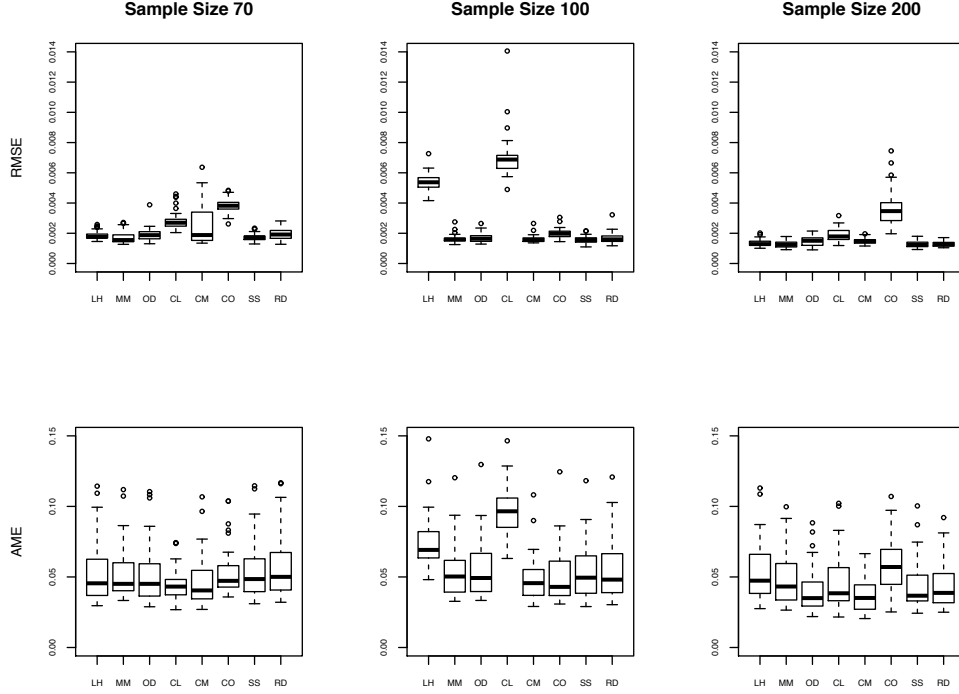 Sample Size 70
Sample Size 100
Sample Size 200
RMSE
0.000 0.002 0.004 0.006 0.008 0.010 0.012 0.014
LH MM OD CL CM CO SS RD
0.000 0.002 0.004 0.006 0.008 0.010 0.012 0.014
LH MM OD CL CM CO SS RD
0.000 0.002 0.004 0.006 0.008 0.010 0.012 0.014
LH MM OD CL CM CO SS RD
AME
0.00 0.05 0.10 0.15
LH MM OD CL CM CO SS RD
0.00 0.05 0.10 0.15
LH MM OD CL CM CO SS RD
0.00 0.05 0.10 0.15
LH MM OD CL CM CO SS RD